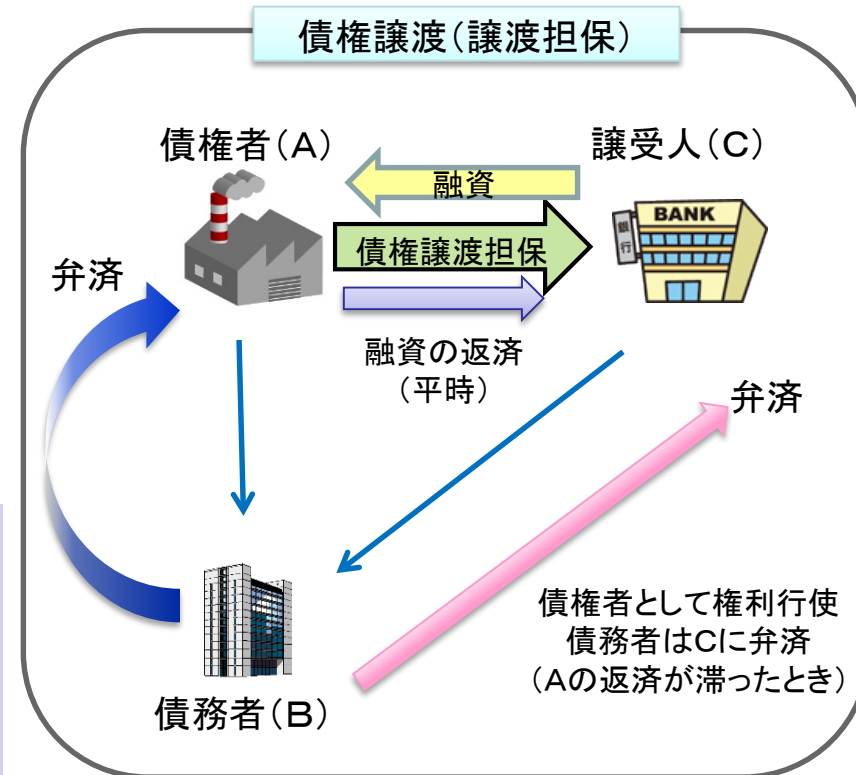 債権譲渡(譲渡担保)
債権者(A)
譲受人(C)
融資
BANK
銀行
債権譲渡担保
弁済
融資の返済
(平時)
弁済
債権者として権利行使
債務者はCに弁済
(Aの返済が滞ったとき)
債務者(B)